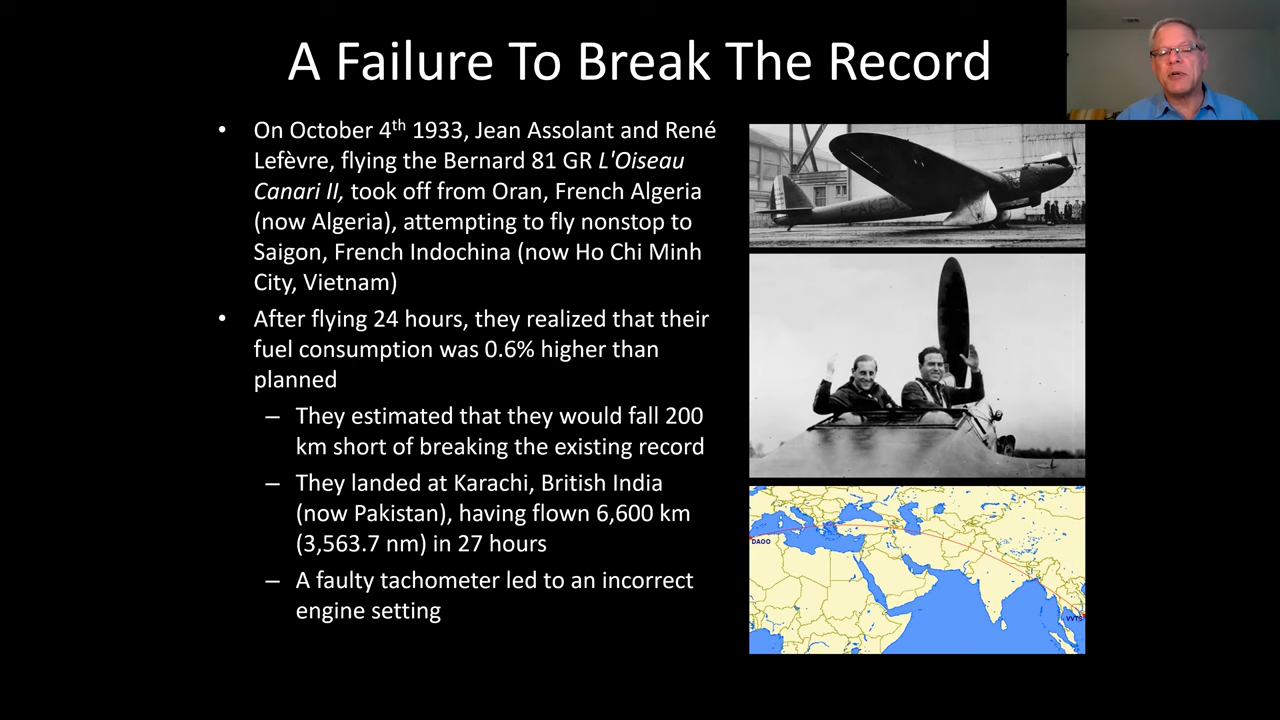 A Failure To Break The Record
• On October 4th 1933, Jean Assolant and René
Lefèvre, flying the Bernard 81 GR L'Oiseau
Canari II, took off from Oran, French Algeria
(now Algeria), attempting to fly nonstop to
Saigon, French Indochina (now Ho Chi Minh
City, Vietnam)
• After flying 24 hours, they realized that their
fuel consumption was 0.6% higher than
planned
– They estimated that they would fall 200
km short of breaking the existing record
– They landed at Karachi, British India
(now Pakistan), having flown 6,600 km
(3,563.7 nm) in 27 hours
– A faulty tachometer led to an incorrect
engine setting
DAOO
VVTS